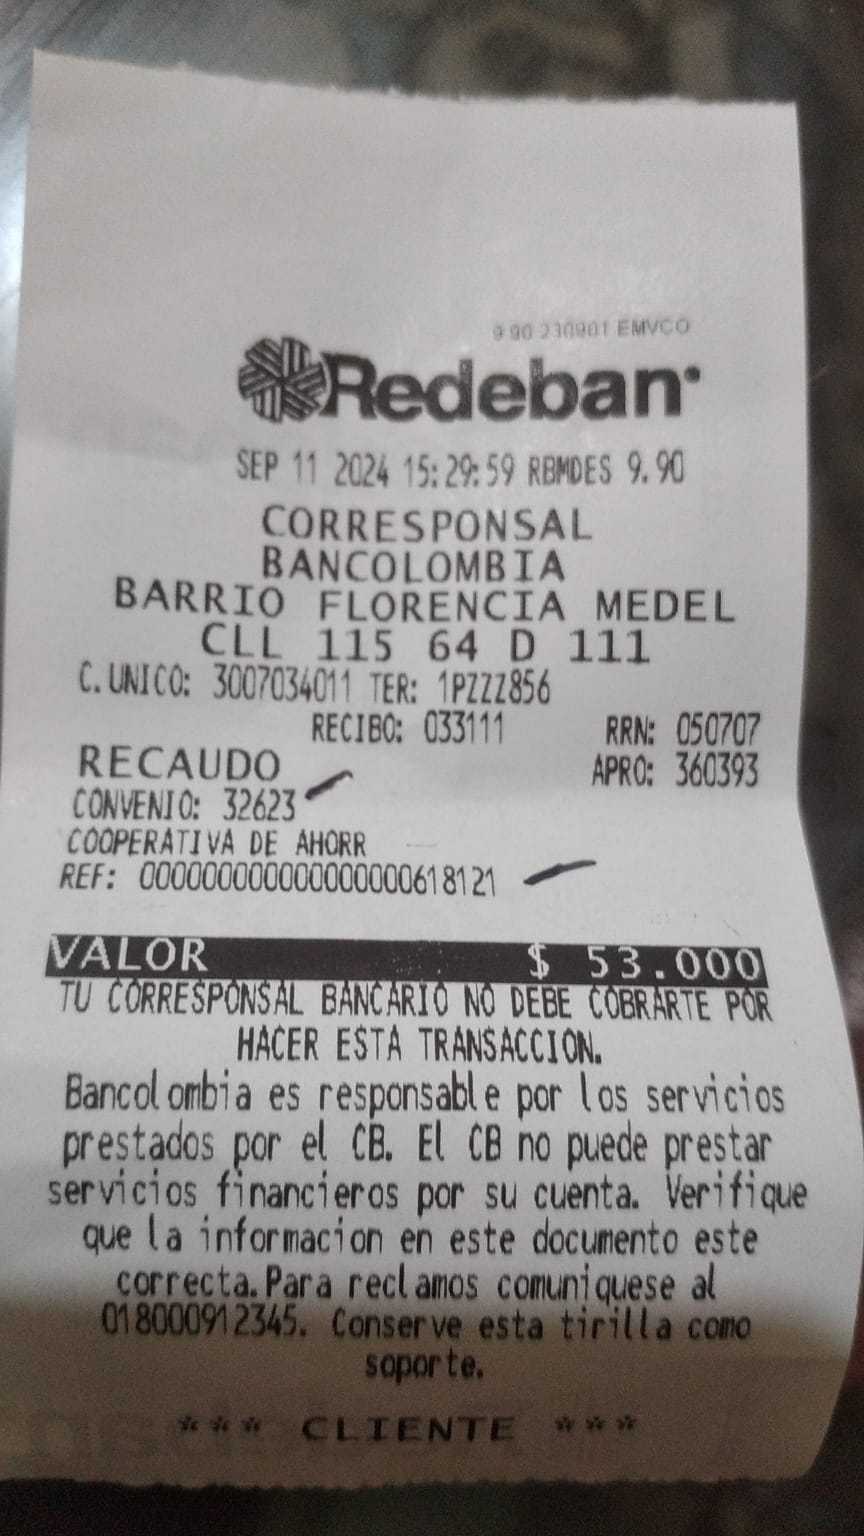 9.90 230901 EMVCO
Redeban
SEP 11 2024 15:29:59 RBMDES 9.90
CORRESPONSAL
BANCOLOMBIA
BARRIO FLORENCIA MEDEL
CLL 115 64 D 111
C.UNICO: 3007034011 TER: 1PZZZ856
RECIBO: 033111 RRN: 050707
RECAUDO APRO: 360393
CONVENIO: 32623
COOPERATIVA DE AHORR
REF: 000000000000000000618121
VALOR $ 53.000
TU CORRESPONSAL BANCARIO NO DEBE COBRARTE POR
HACER ESTA TRANSACCION.
Bancolombia es responsable por los servicios
prestados por el CB. El CB no puede prestar
servicios financieros por su cuenta. Verifique
que la informacion en este documento este
correcta.Para reclamos comuniquese al
018000912345. Conserve esta tirilla como
soporte.
*** CLIENTE ***